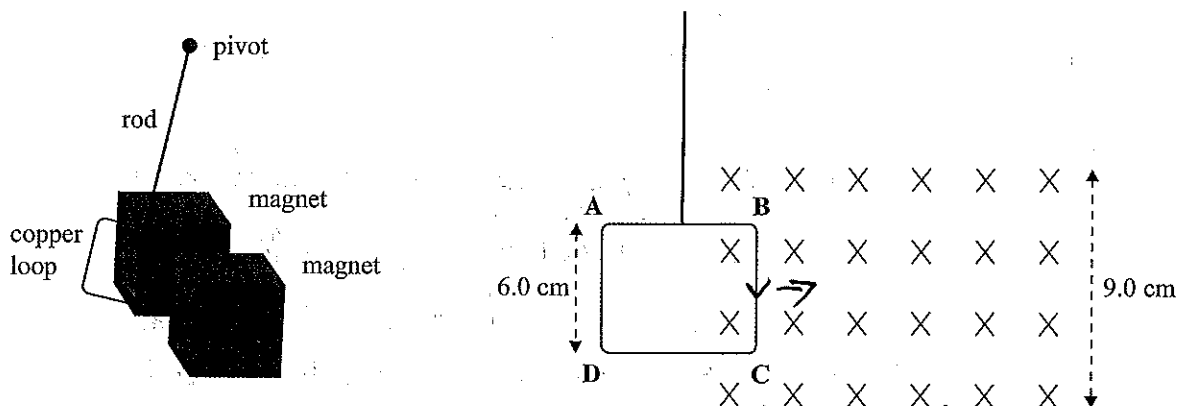 pivot
rod
magnet
copper
loop
magnet
A
B
6.0 cm
D
C
9.0 cm
X X X X X X
X X X X X X
X X X X X X
X X X X X X